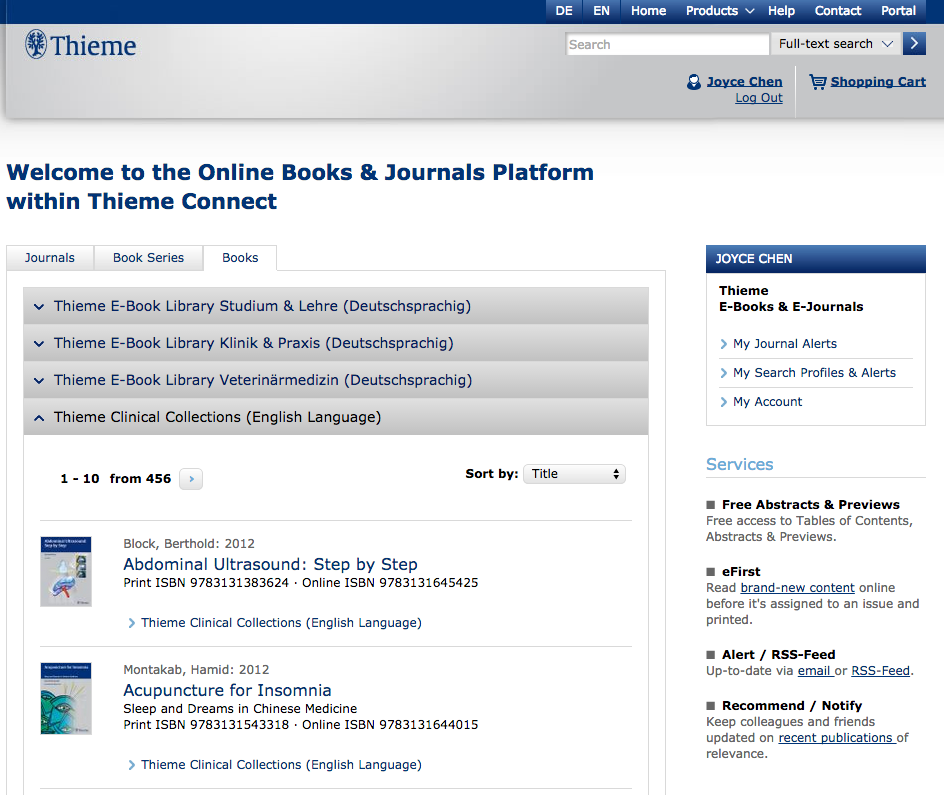 DE EN Home Products Help Contact Portal
Thieme
Search Full-text search
Joyce Chen Shopping Cart
Log Out
Welcome to the Online Books & Journals Platform
within Thieme Connect
Journals Book Series Books
Thieme E-Book Library Studium & Lehre (Deutschsprachig)
Thieme E-Book Library Klinik & Praxis (Deutschsprachig)
Thieme E-Book Library Veterinärmedizin (Deutschsprachig)
Thieme Clinical Collections (English Language)
1 - 10 from 456
Sort by: Title
Abdominal Ultrasound
Step by Step
Block, Berthold: 2012
Abdominal Ultrasound: Step by Step
Print ISBN 9783131383624 · Online ISBN 9783131645425
Thieme Clinical Collections (English Language)
Acupuncture for Insomnia
Montakab, Hamid: 2012
Acupuncture for Insomnia
Sleep and Dreams in Chinese Medicine
Print ISBN 9783131543318 · Online ISBN 9783131644015
Thieme Clinical Collections (English Language)
JOYCE CHEN
Thieme
E-Books & E-Journals
My Journal Alerts
My Search Profiles & Alerts
My Account
Services
Free Abstracts & Previews
Free access to Tables of Contents,
Abstracts & Previews.
eFirst
Read brand-new content online
before it's assigned to an issue and
printed.
Alert / RSS-Feed
Up-to-date via email or RSS-Feed.
Recommend / Notify
Keep colleagues and friends
updated on recent publications of
relevance.